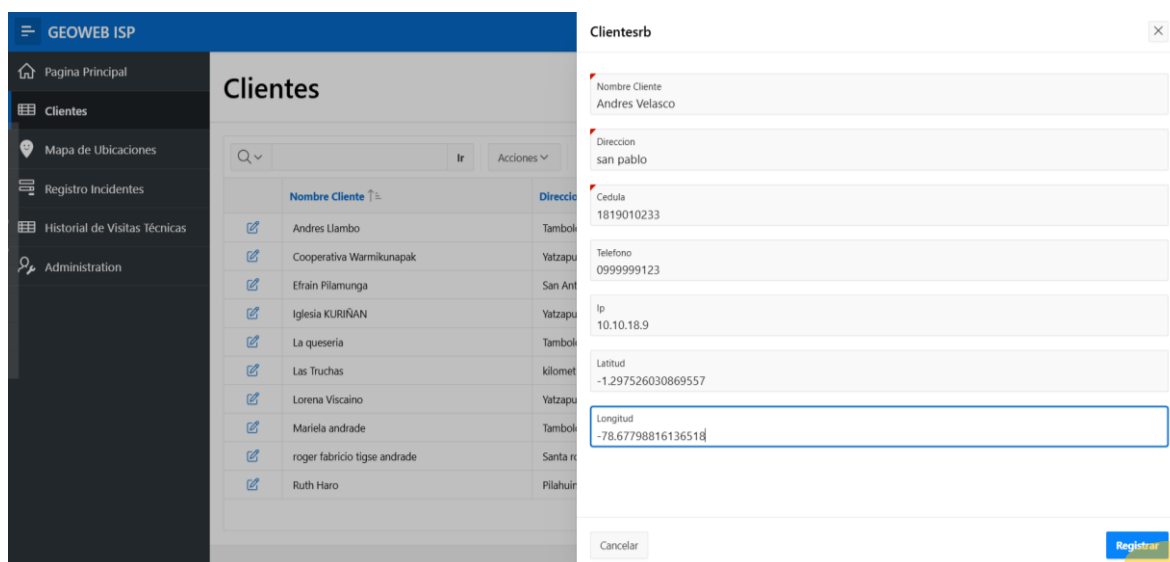 GEOWEB ISP
Pagina Principal
Clientes
Mapa de Ubicaciones
Registro Incidentes
Historial de Visitas Técnicas
Administration
Clientes
Ir
Acciones
Nombre Cliente
Andres Llambo
Cooperativa Warmikunapak
Efrain Pilamunga
San Ant
Iglesia KURIÑAN
La queseria
Las Truchas
kilomet
Lorena Viscaino
Mariela andrade
roger fabricio tigse andrade
Ruth Haro
Clientesrb
Nombre Cliente
Andres Velasco
Direccion
san pablo
Cedula
1819010233
Telefono
0999999123
Ip
10.10.18.9
Latitud
-1.297526030869557
Longitud
-78.67798816136518
Cancelar
Registrar